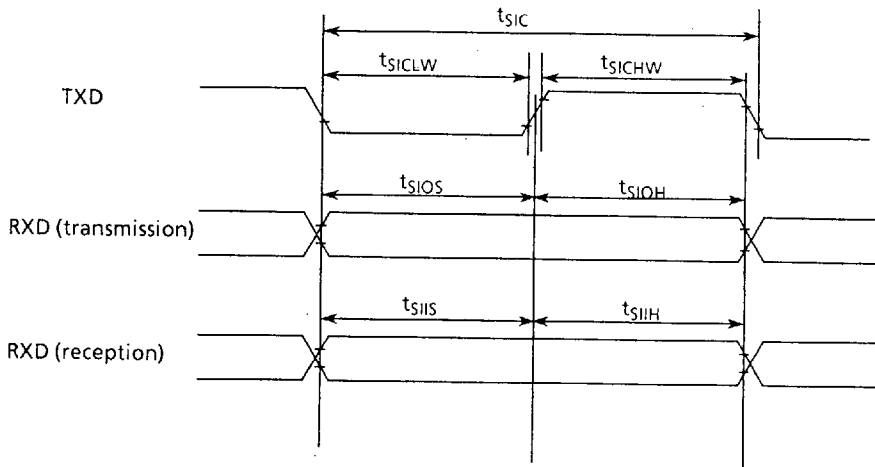 tSIC
tSICLW tSICHW
TXD
tSIOS tSIOH
RXD (transmission)
tSIIS tSIIH
RXD (reception)